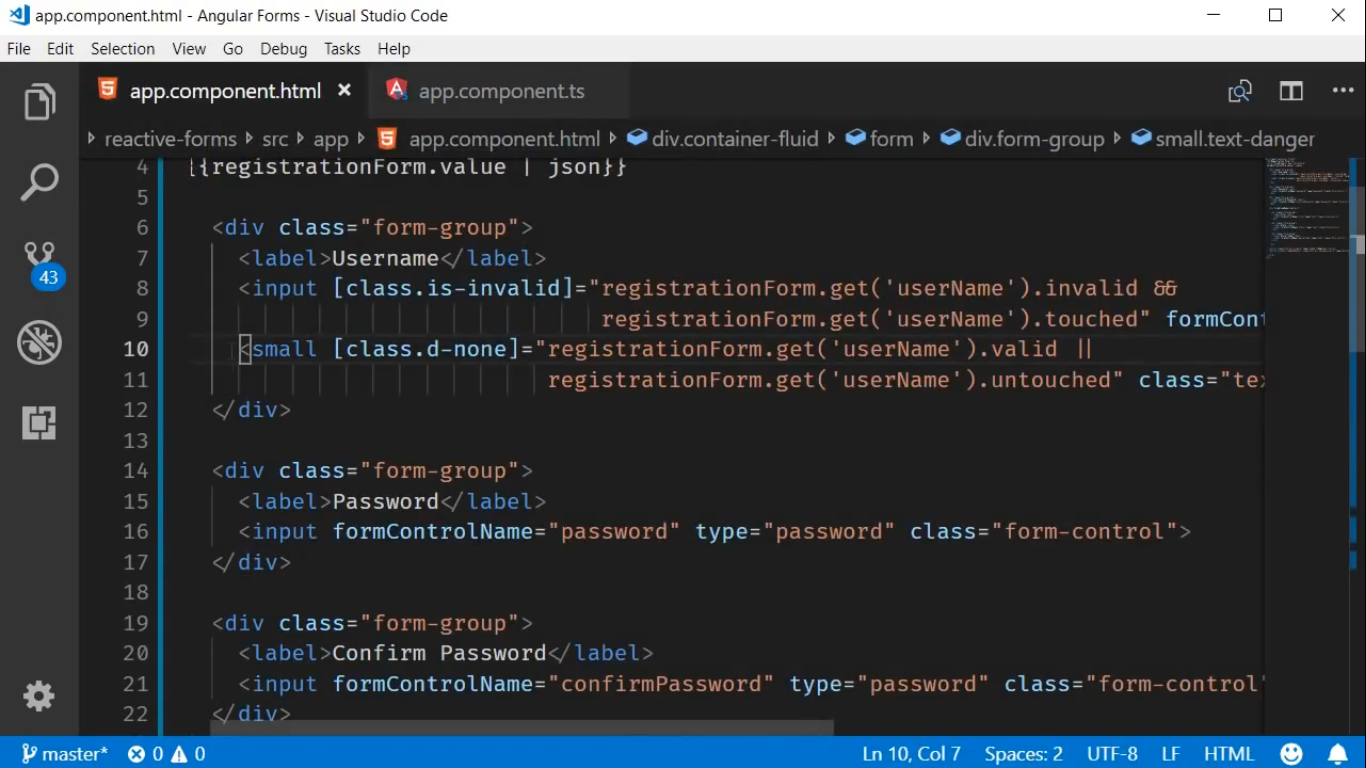 app.component.html - Angular Forms - Visual Studio Code
File Edit Selection View Go Debug Tasks Help
app.component.html app.component.ts
reactive-forms src app app.component.html div.container-fluid form div.form-group small.text-danger
4 {{registrationForm.value | json}}
5
6 <div class="form-group">
7 <label>Username</label>
8 <input [class.is-invalid]="registrationForm.get('userName').invalid &&
9 registrationForm.get('userName').touched" formCont
10 <small [class.d-none]="registrationForm.get('userName').valid ||
11 registrationForm.get('userName').untouched" class="te
12 </div>
13
14 <div class="form-group">
15 <label>Password</label>
16 <input formControlName="password" type="password" class="form-control">
17 </div>
18
19 <div class="form-group">
20 <label>Confirm Password</label>
21 <input formControlName="confirmPassword" type="password" class="form-control"
22 </div>
43
master* 0 0 Ln 10, Col 7 Spaces: 2 UTF-8 LF HTML